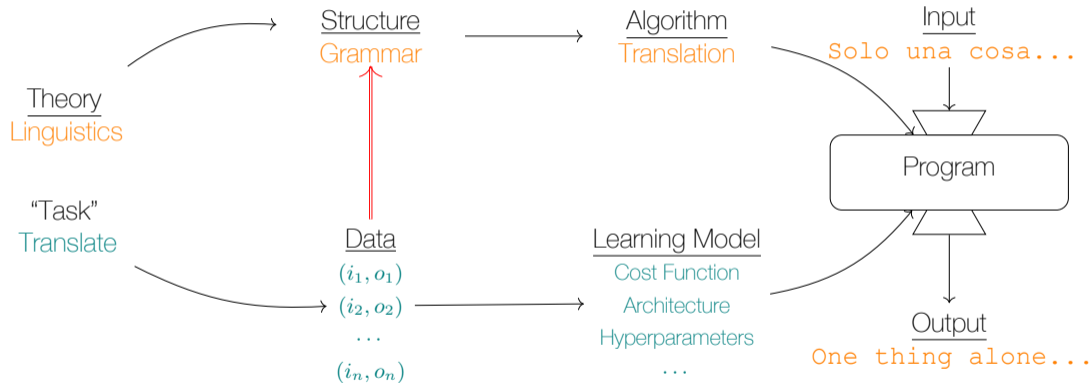 Structure
Grammar
Algorithm
Translation
Input
Solo una cosa...
Theory
Linguistics
Program
“Task”
Translate
Data
(i₁, o₁)
(i₂, o₂)
...
(iₙ, oₙ)
Learning Model
Cost Function
Architecture
Hyperparameters
...
Output
One thing alone...